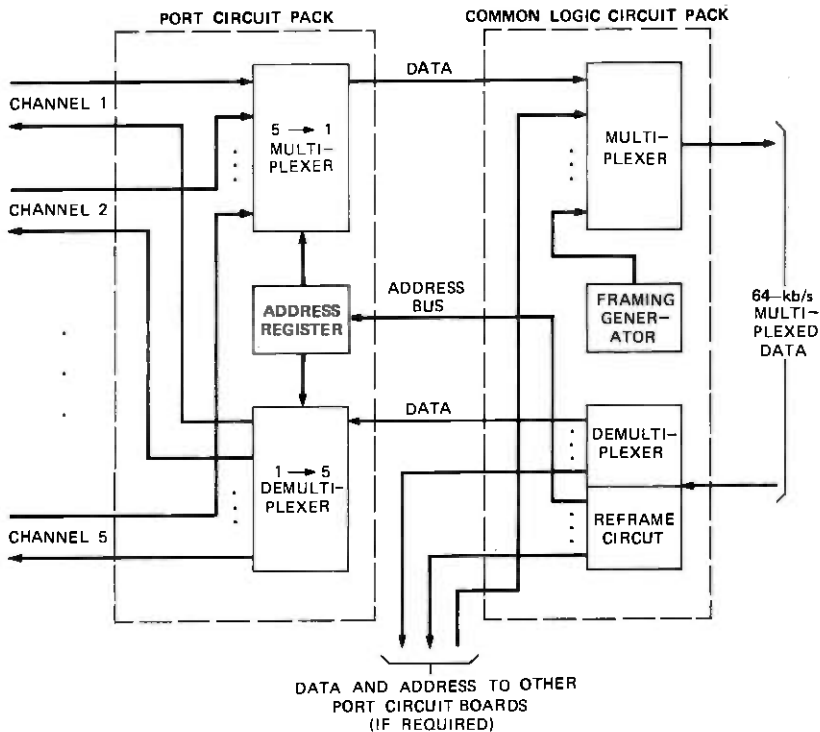 PORT CIRCUIT PACK
COMMON LOGIC CIRCUIT PACK
DATA
CHANNEL 1
5 → 1
MULTI-
PLEXER
MULTI-
PLEXER
CHANNEL 2
ADDRESS
BUS
ADDRESS
REGISTER
FRAMING
GENER-
ATOR
64-kb/s
MULTI-
PLEXED
DATA
DATA
DEMULTI-
PLEXER
1 → 5
DEMULTI-
PLEXER
REFRAME
CIRCUT
CHANNEL 5
DATA AND ADDRESS TO OTHER
PORT CIRCUIT BOARDS
(IF REQUIRED)